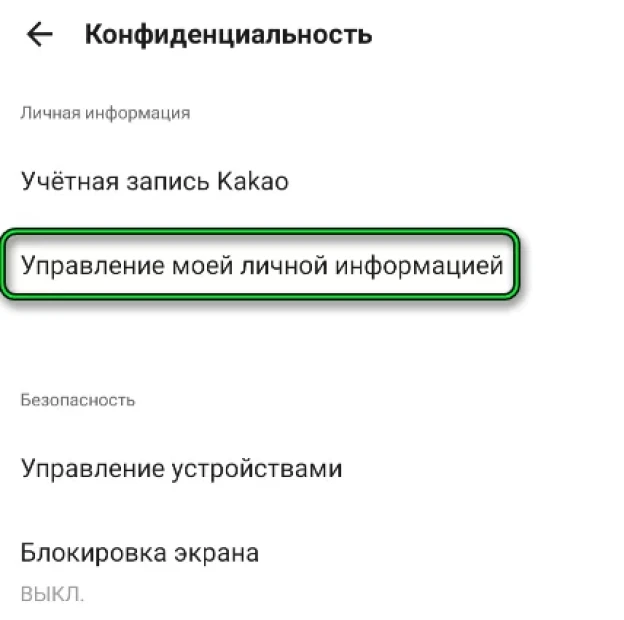 Конфиденциальность
Личная информация
Учётная запись Kakao
Управление моей личной информацией
Безопасность
Управление устройствами
Блокировка экрана
ВЫКЛ.